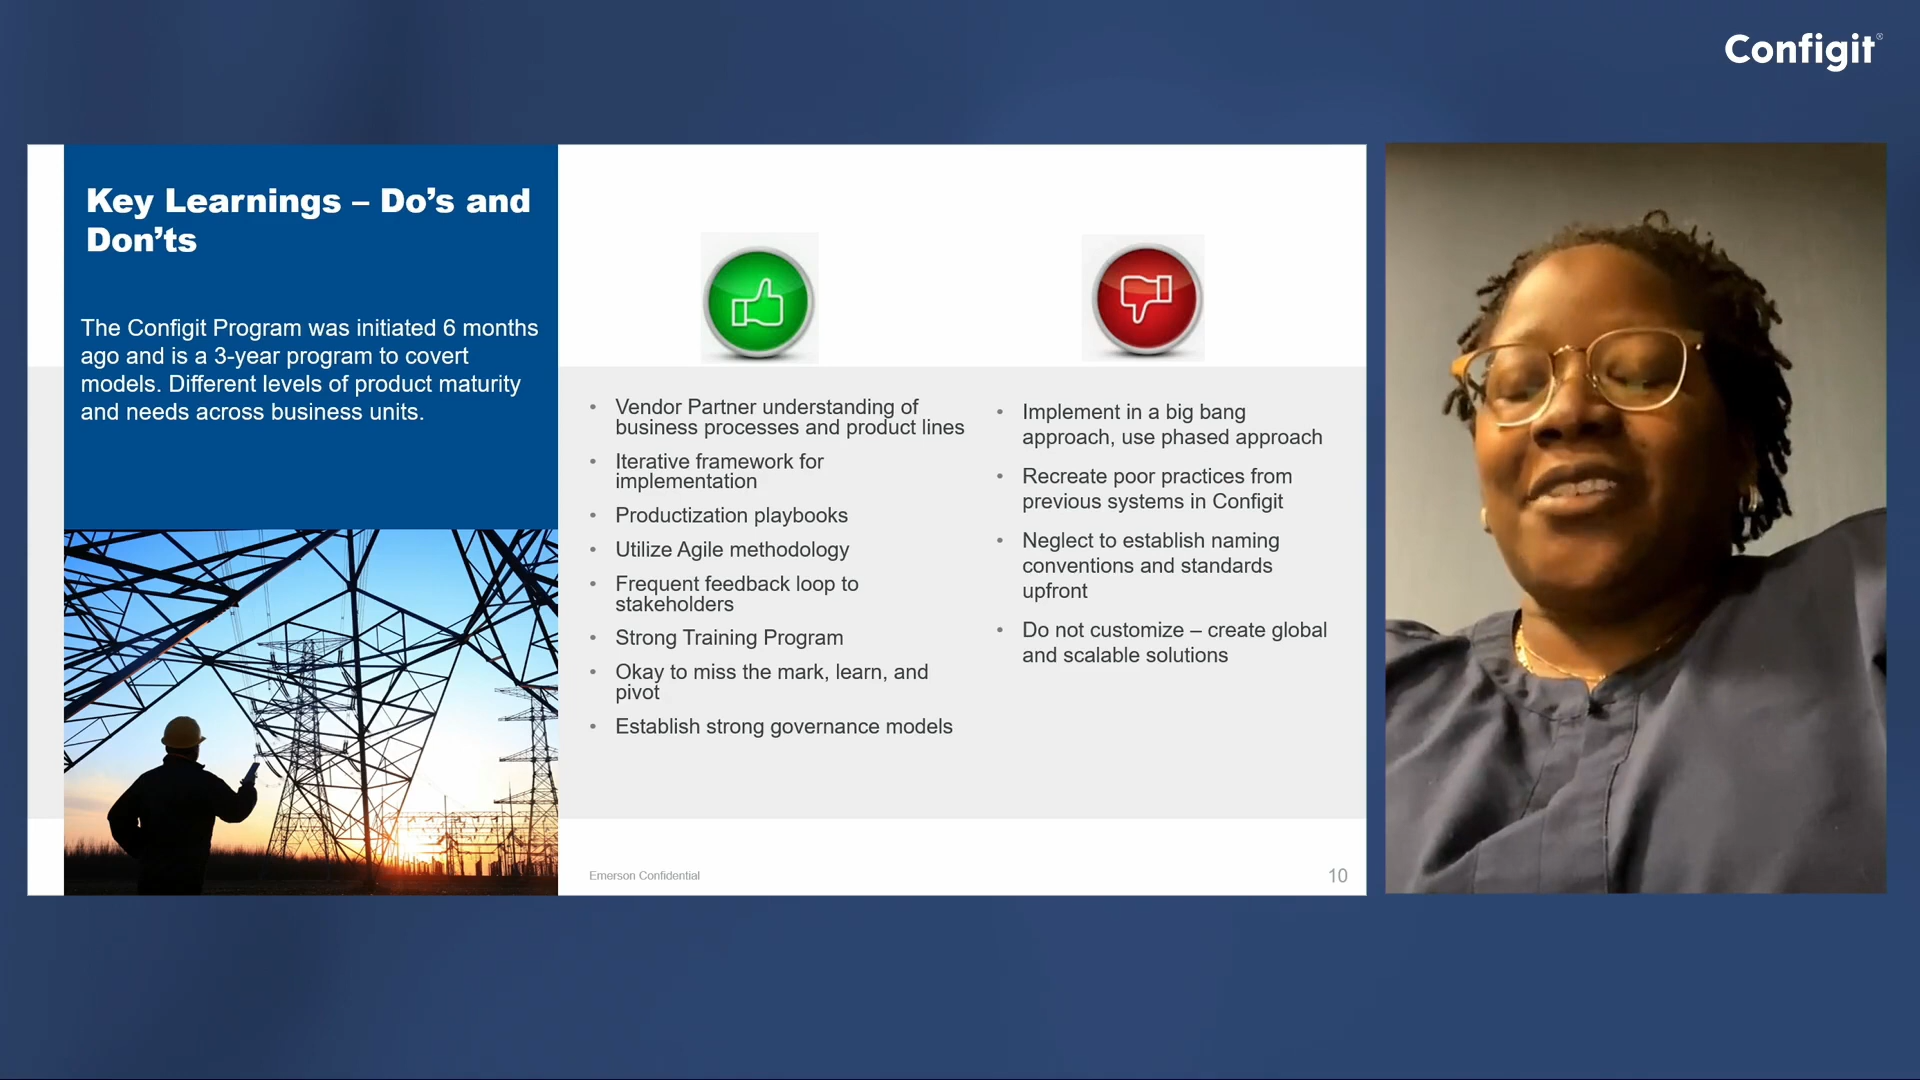 Configit
Key Learnings – Do’s and
Don’ts
The Configit Program was initiated 6 months
ago and is a 3-year program to covert
models. Different levels of product maturity
and needs across business units.
• Vendor Partner understanding of
business processes and product lines
• Iterative framework for
implementation
• Productization playbooks
• Utilize Agile methodology
• Frequent feedback loop to
stakeholders
• Strong Training Program
• Okay to miss the mark, learn, and
pivot
• Establish strong governance models
• Implement in a big bang
approach, use phased approach
• Recreate poor practices from
previous systems in Configit
• Neglect to establish naming
conventions and standards
upfront
• Do not customize – create global
and scalable solutions
Emerson Confidential
10